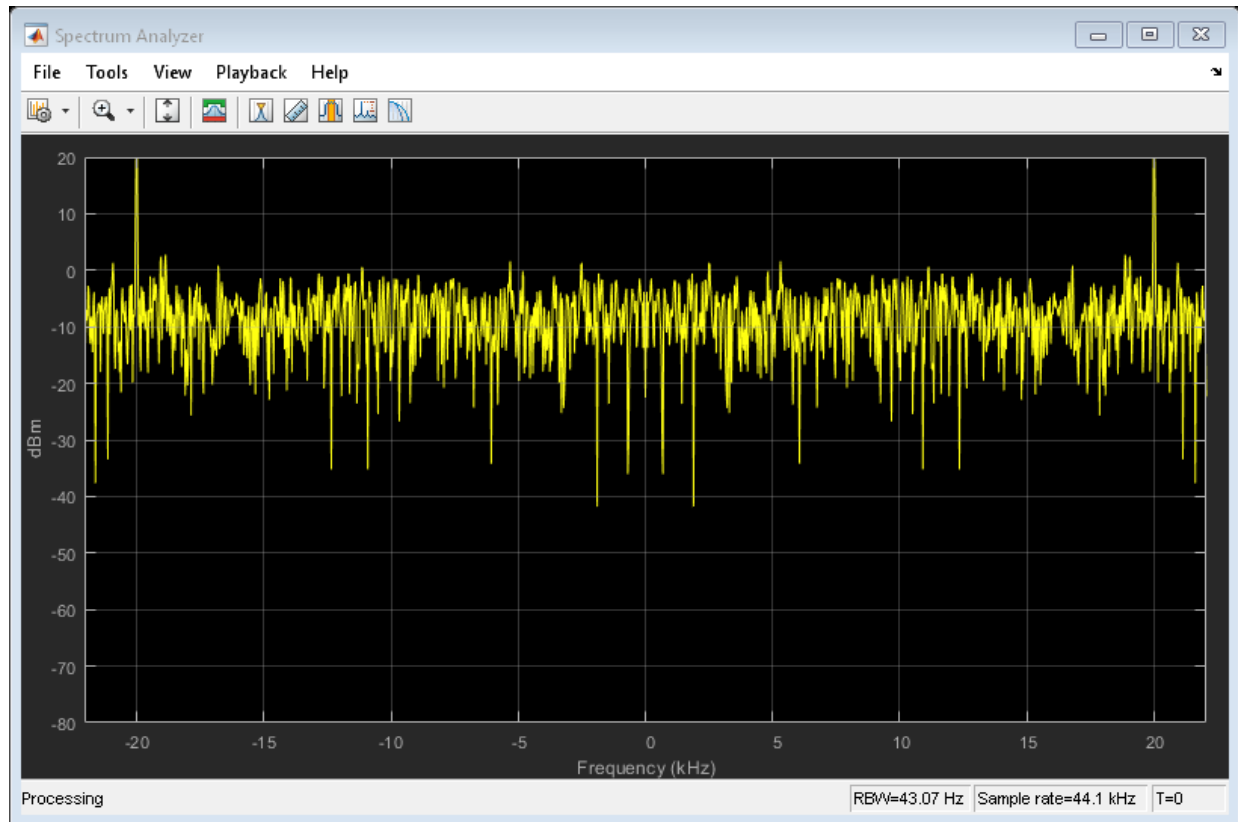 Spectrum Analyzer
File Tools View Playback Help
20
10
0
-10
-20
-30
-40
-50
-60
-70
-80
dBm
-20 -15 -10 -5 0 5 10 15 20
Frequency (kHz)
Processing RBW=43.07 Hz Sample rate=44.1 kHz T=0